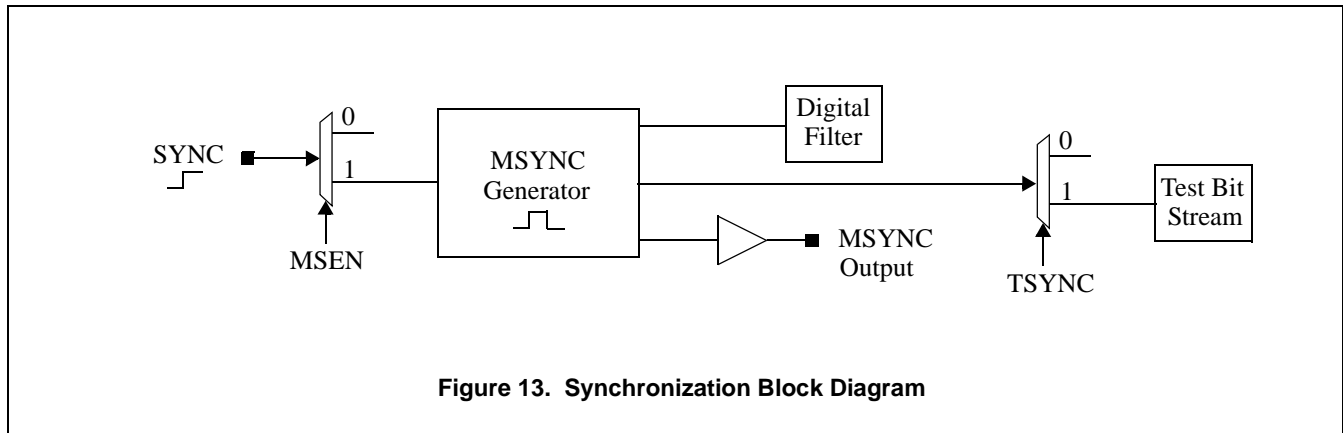 SYNC
0
1
MSEN
MSYNC
Generator
Digital
Filter
MSYNC
Output
0
1
TSYNC
Test Bit
Stream
Figure 13. Synchronization Block Diagram